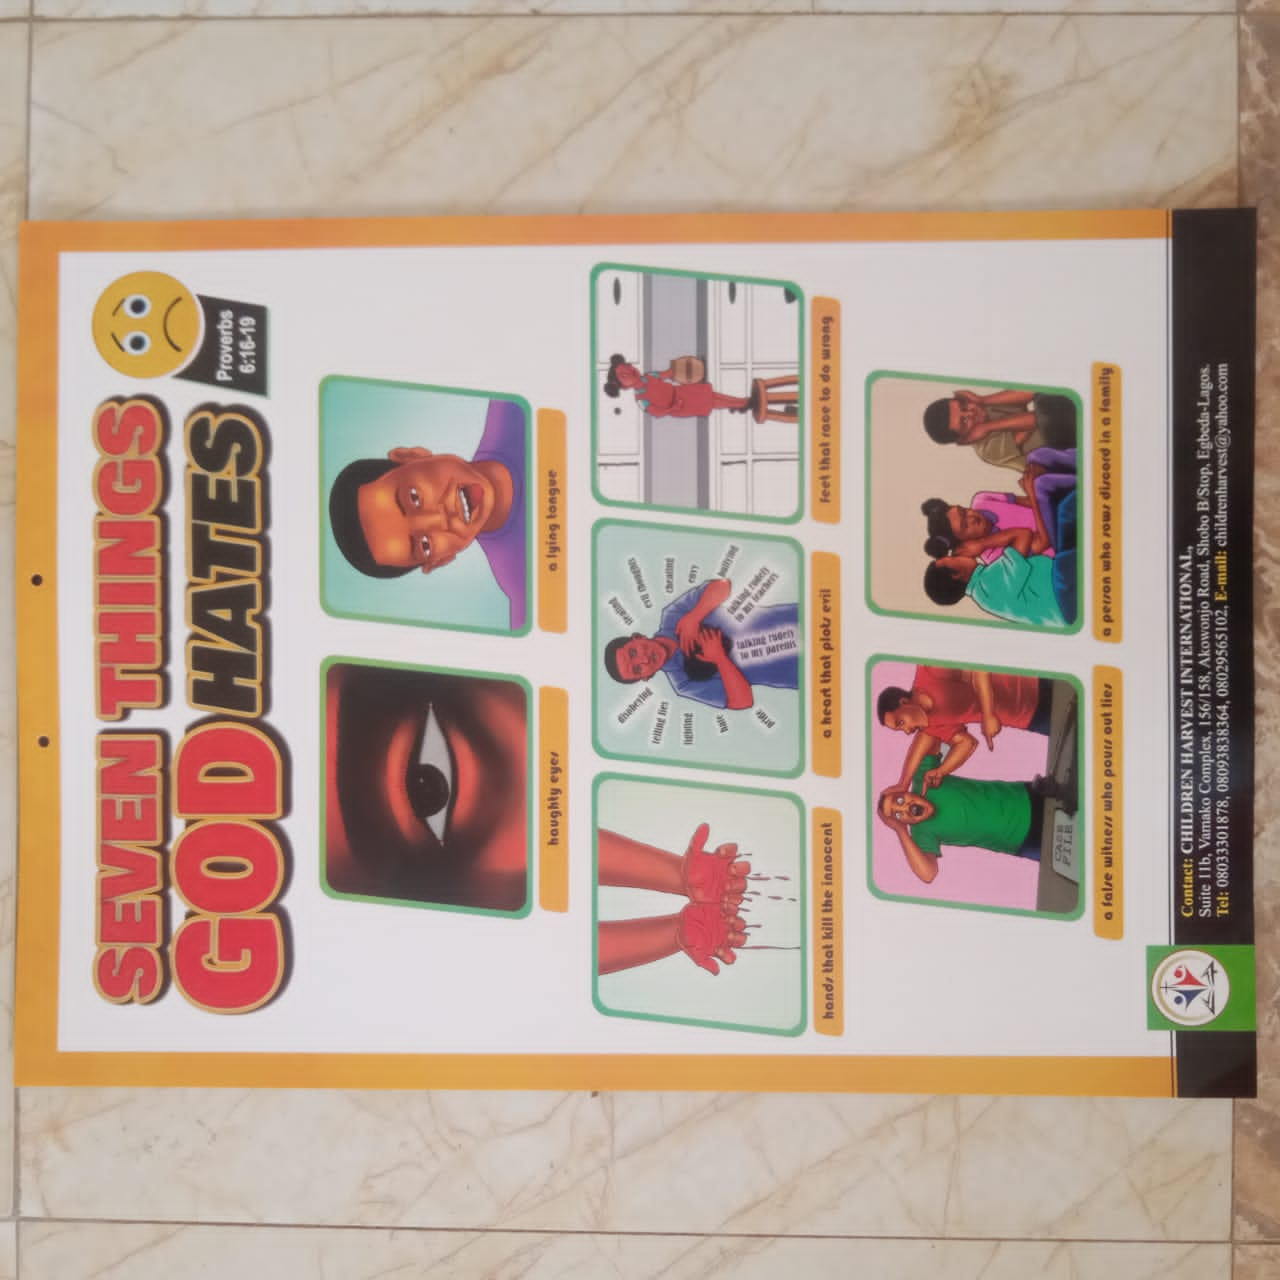 SEVEN THINGS
GOD HATES
Proverbs
6:16-19
haughty eyes
a lying tongue
hands that kill the innocent
disobeying
telling lies
fighting
hate
pride
stealing
evil thoughts
cheating
envy
bullying
talking rudely
to my teachers
talking rudely
to my parents
a heart that plots evil
feet that race to do wrong
CASE
FILE
a false witness who pours out lies
a person who sows discord in a family
Contact: CHILDREN HARVEST INTERNATIONAL,
Suite 11b, Vamako Complex, 156/158, Akowonjo Road, Shobo B/Stop, Egbeda-Lagos.
Tel: 08033301878, 08093838364, 08029565102, E-mail: childrenharvest@yahoo.com